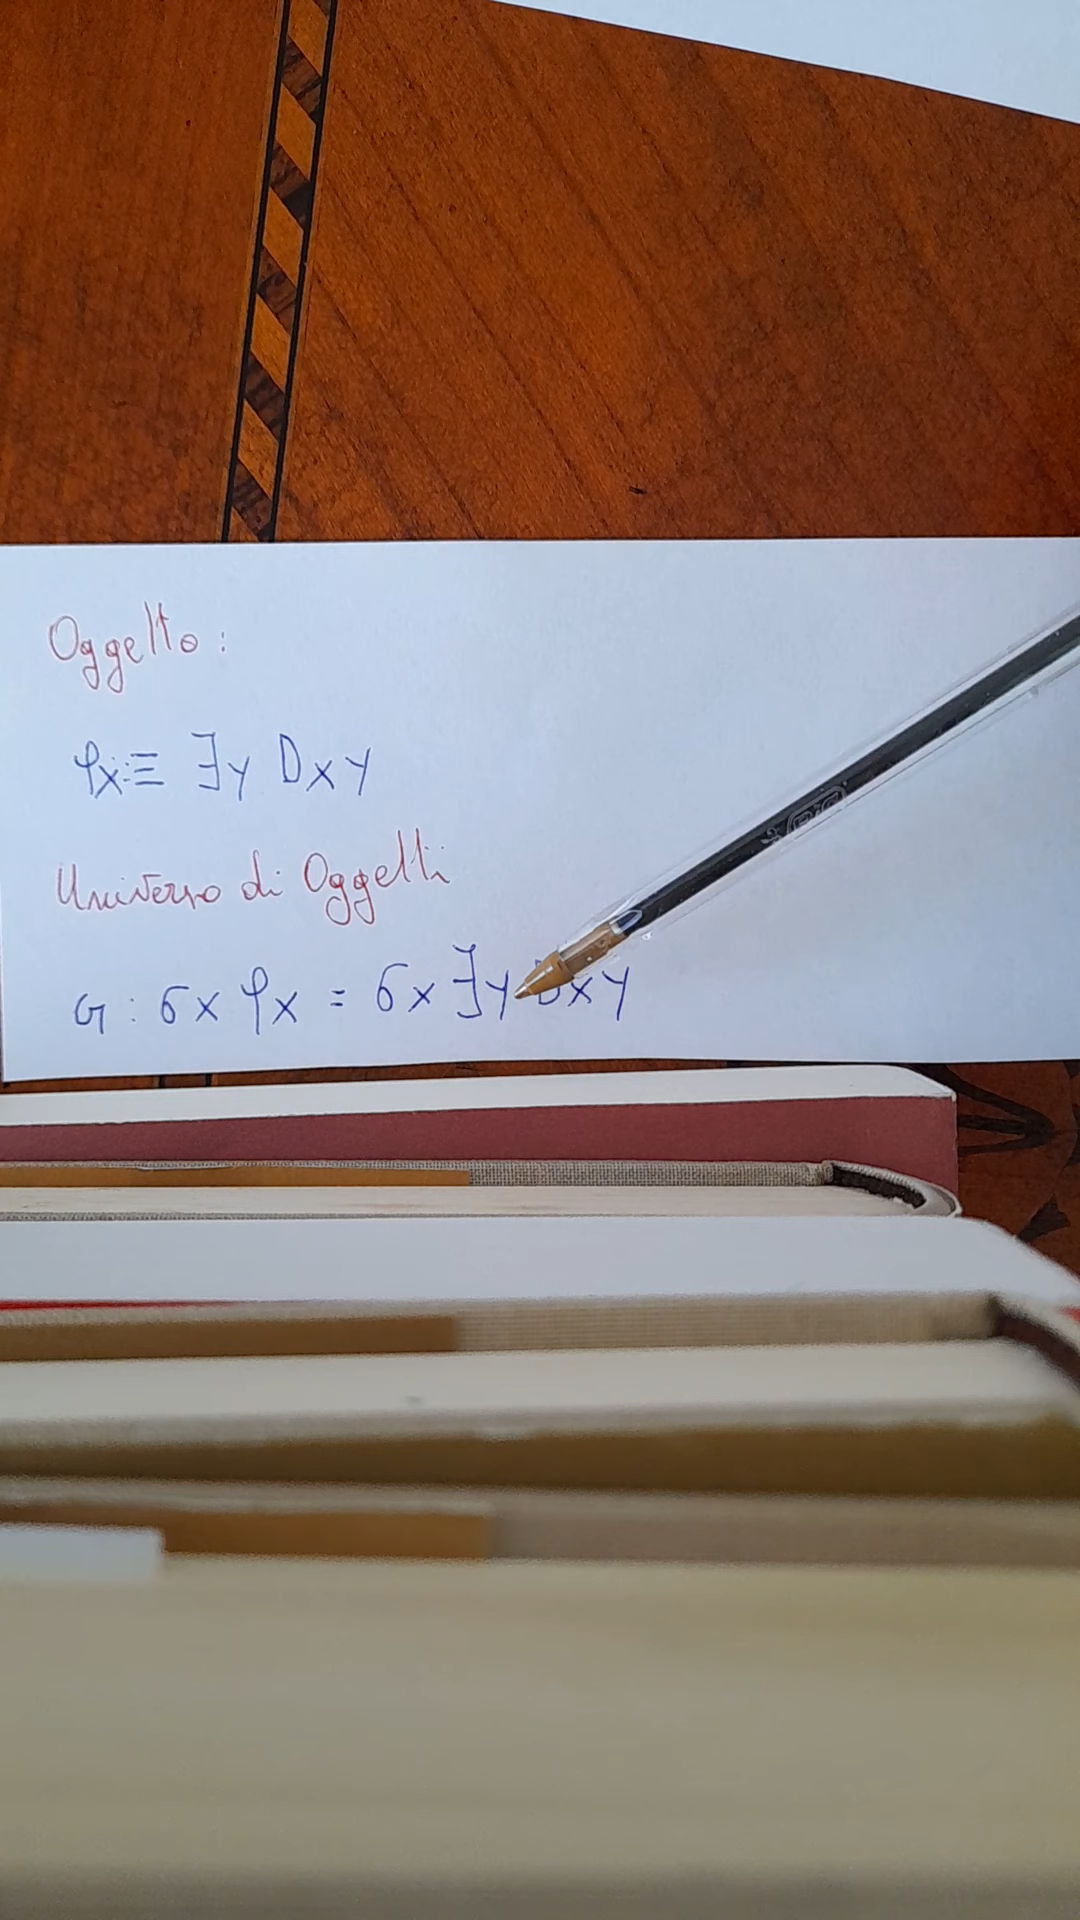 Oggetto:
φx:≡ ∃y Dxy
Universo di Oggetti
G: σx φx = σx ∃y Dxy